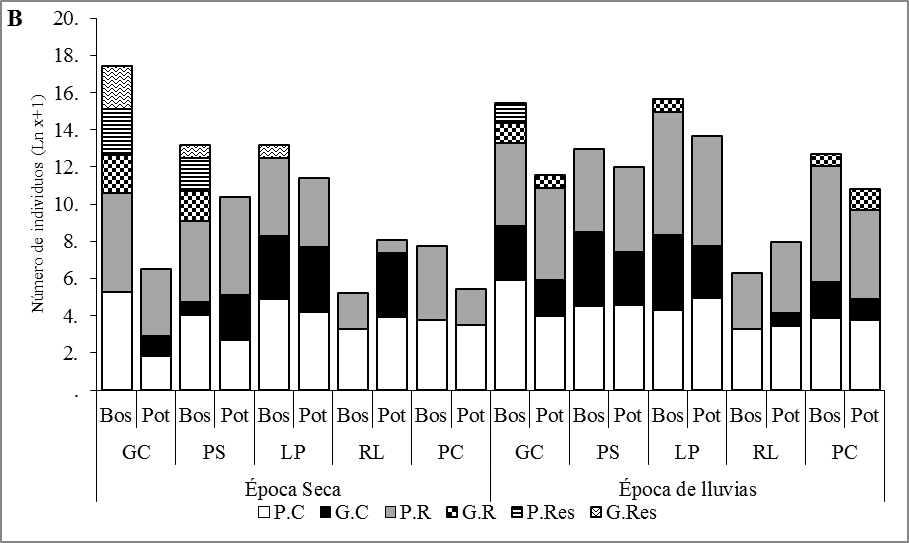 B
Número de individuos (Ln x+1)
20.
18.
16.
14.
12.
10.
8.
6.
4.
2.
.
Bos Pot Bos Pot Bos Pot Bos Pot Bos Pot Bos Pot Bos Pot Bos Pot Bos Pot Bos Pot
GC PS LP RL PC GC PS LP RL PC
Época Seca Época de lluvias
P.C G.C P.R G.R P.Res G.Res